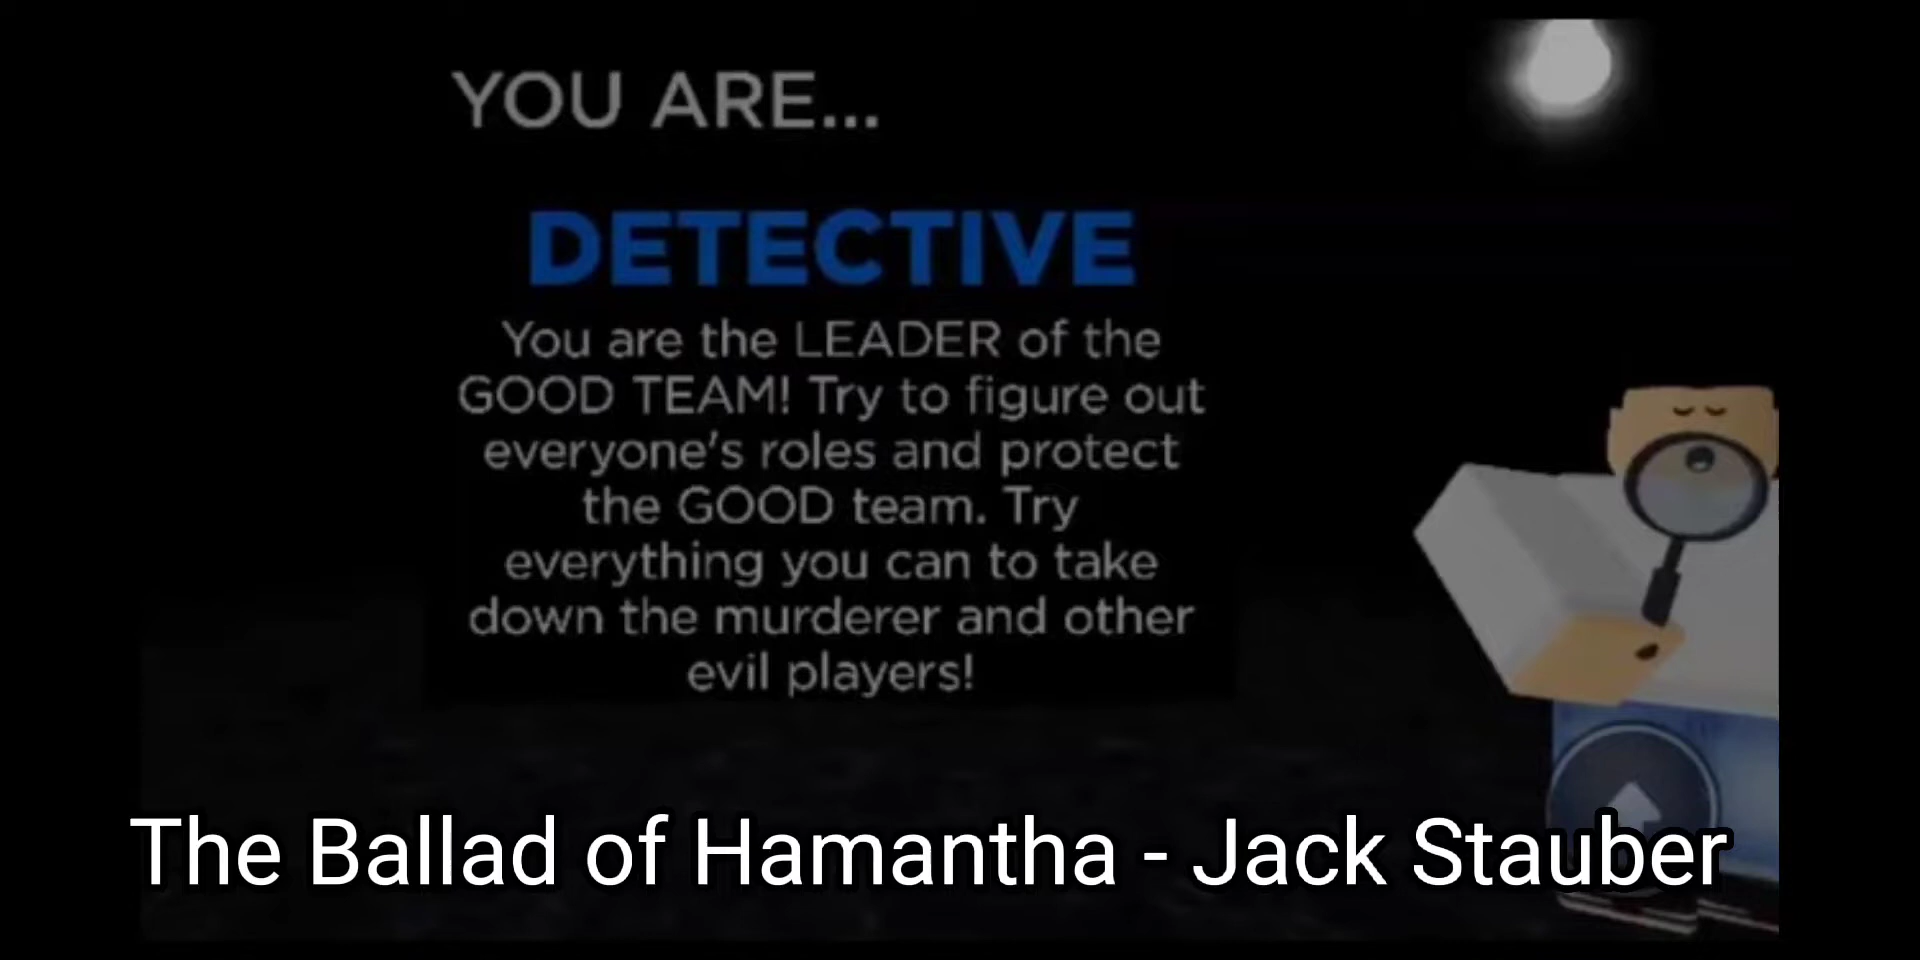 YOU ARE...
DETECTIVE
You are the LEADER of the
GOOD TEAM! Try to figure out
everyone's roles and protect
the GOOD team. Try
everything you can to take
down the murderer and other
evil players!
The Ballad of Hamantha - Jack Stauber